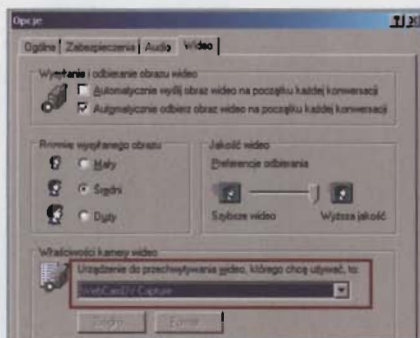 Opcje
Ogólne Zabezpieczenia Audio Wideo
Wysyłanie i odbieranie obrazu wideo
Automatycznie wyślij obraz wideo na początku każdej konwersacji
Automatycznie odbierz obraz wideo na początku każdej konwersacji
Rozmiar wysyłanego obrazu
Mały
Średni
Duży
Jakość wideo
Preferencje odbierania
Szybsze wideo Wyższa jakość
Właściwości kamery wideo
Urządzenie do przechwytywania wideo, którego chcę używać, to:
WebCamDV Capture
Format